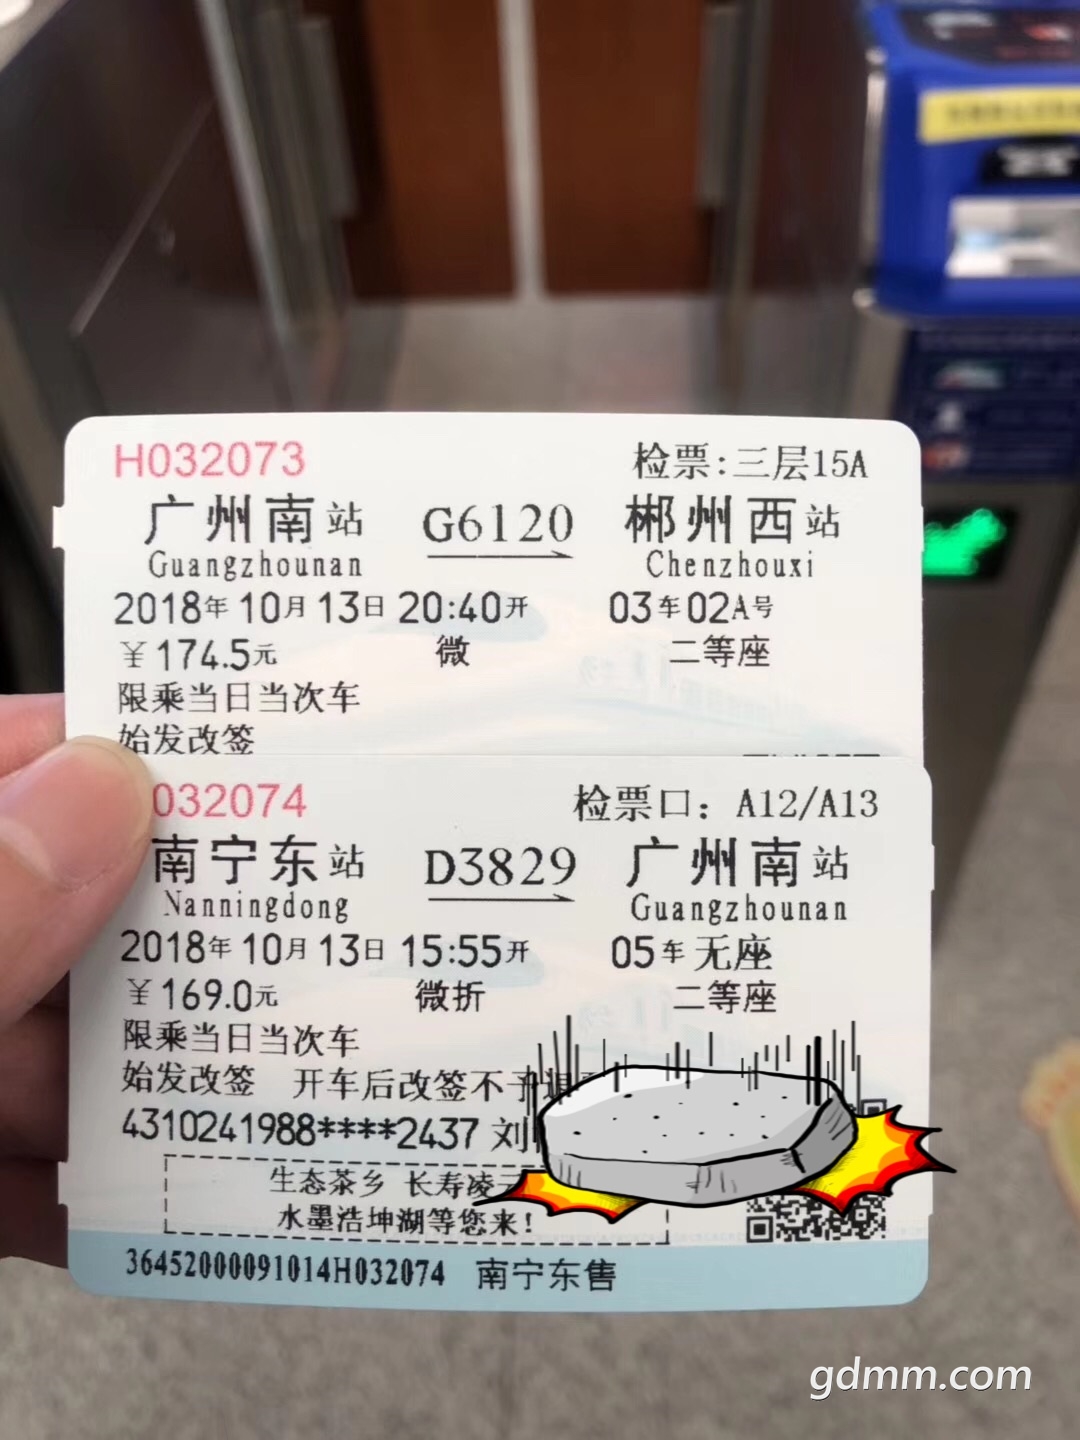 H032073 检票:三层15A
广州南站 G6120 郴州西站
Guangzhounan Chenzhouxi
2018年10月13日20:40开 03车02A号
￥174.5元 微 二等座
限乘当日当次车
始发改签
032074 检票口: A12/A13
南宁东站 D3829 广州南站
Nanningdong Guangzhounan
2018年10月13日15:55开 05车无座
￥169.0元 微折 二等座
限乘当日当次车
始发改签 开车后改签不予退
4310241988****2437 刘
生态茶乡 长寿凌云
水墨浩坤湖等您来!
36452000091014H032074 南宁东售
gdmm.com